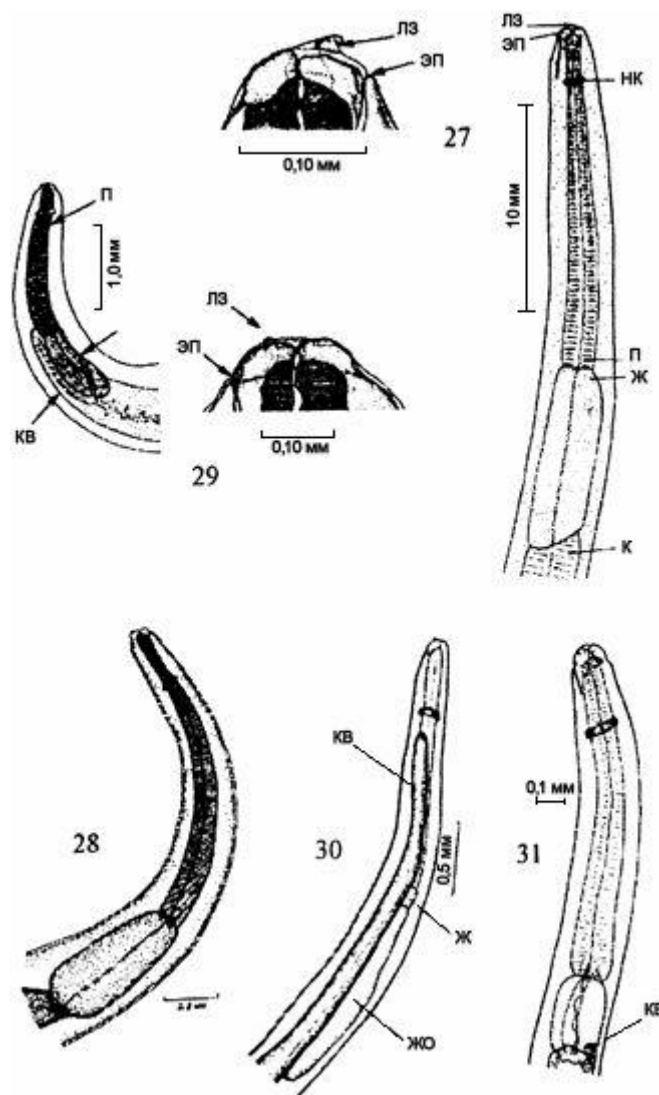 ЛЗ
ЭП
27
0,10 мм
ЛЗ
ЭП
НК
10 мм
П
Ж
К
П
1,0 мм
КВ
29
ЛЗ
ЭП
0,10 мм
28
КВ
30
0,5 мм
Ж
ЖО
0,1 мм
31
КВ